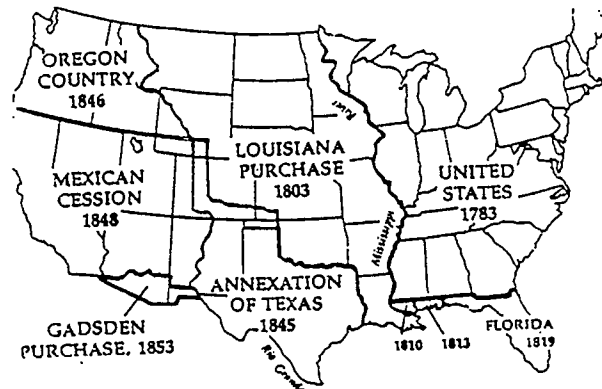 OREGON
COUNTRY
1846
LOUISIANA
PURCHASE
1803
River
UNITED
STATES
1783
MEXICAN
CESSION
1848
Mississippi
ANNEXATION
OF TEXAS
1845
GADSDEN
PURCHASE, 1853
1810
1813
FLORIDA
1819
Rio Grande